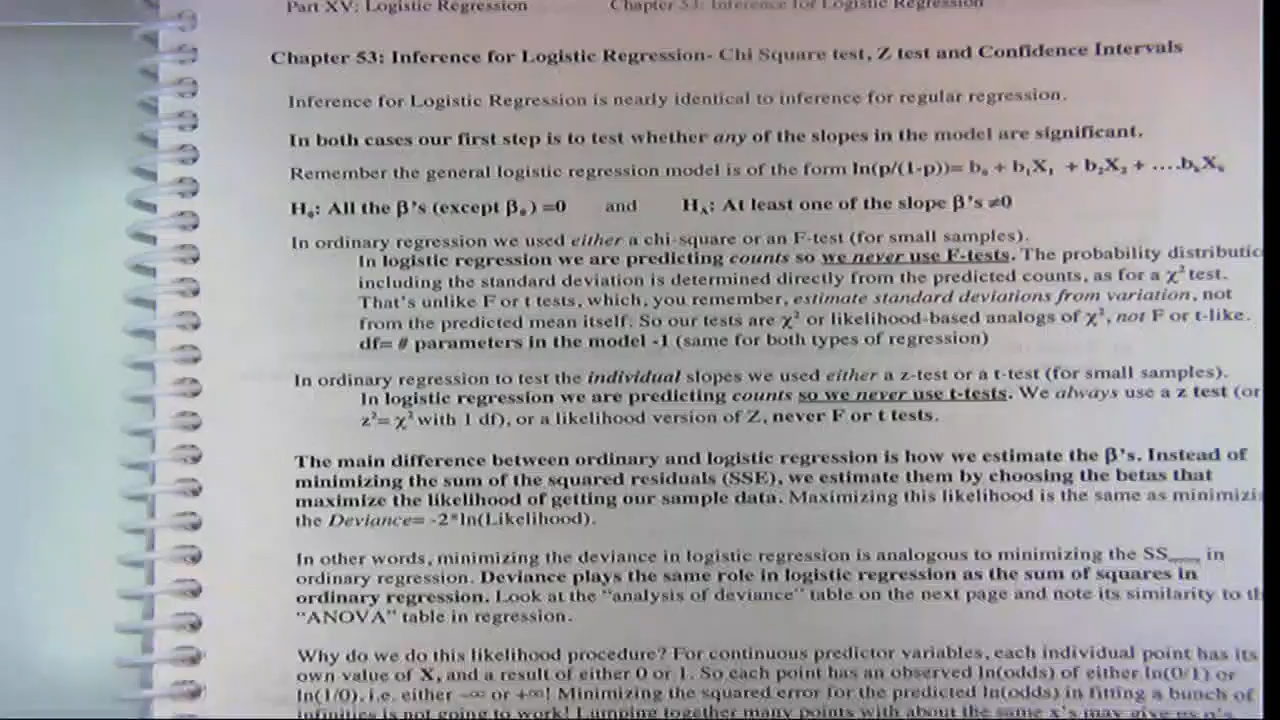 Part XV: Logistic Regression Chapter 53: Inference for Logistic Regression
Chapter 53: Inference for Logistic Regression- Chi Square test, Z test and Confidence Intervals
Inference for Logistic Regression is nearly identical to inference for regular regression.
In both cases our first step is to test whether any of the slopes in the model are significant.
Remember the general logistic regression model is of the form ln(p/(1-p))= b₀ + b₁X₁ + b₂X₂ + ….bₖXₖ
H₀: All the β's (except β₀) =0 and Hₐ: At least one of the slope β's ≠0
In ordinary regression we used either a chi-square or an F-test (for small samples).
In logistic regression we are predicting counts so we never use F-tests. The probability distributio
including the standard deviation is determined directly from the predicted counts, as for a χ² test.
That's unlike F or t tests, which, you remember, estimate standard deviations from variation, not
from the predicted mean itself. So our tests are χ² or likelihood-based analogs of χ², not F or t-like.
df= # parameters in the model -1 (same for both types of regression)
In ordinary regression to test the individual slopes we used either a z-test or a t-test (for small samples).
In logistic regression we are predicting counts so we never use t-tests. We always use a z test (or
z²= χ² with 1 df), or a likelihood version of Z, never F or t tests.
The main difference between ordinary and logistic regression is how we estimate the β's. Instead of
minimizing the sum of the squared residuals (SSE), we estimate them by choosing the betas that
maximize the likelihood of getting our sample data. Maximizing this likelihood is the same as minimizi
the Deviance= -2*ln(Likelihood).
In other words, minimizing the deviance in logistic regression is analogous to minimizing the SS in
ordinary regression. Deviance plays the same role in logistic regression as the sum of squares in
ordinary regression. Look at the "analysis of deviance" table on the next page and note its similarity to th
"ANOVA" table in regression.
Why do we do this likelihood procedure? For continuous predictor variables, each individual point has its
own value of X, and a result of either 0 or 1. So each point has an observed ln(odds) of either ln(0/1) or
ln(1/0), i.e. either -∞ or +∞! Minimizing the squared error for the predicted ln(odds) in fitting a bunch of
infinities is not going to work! Lumping together many points with about the same x's may give us p's